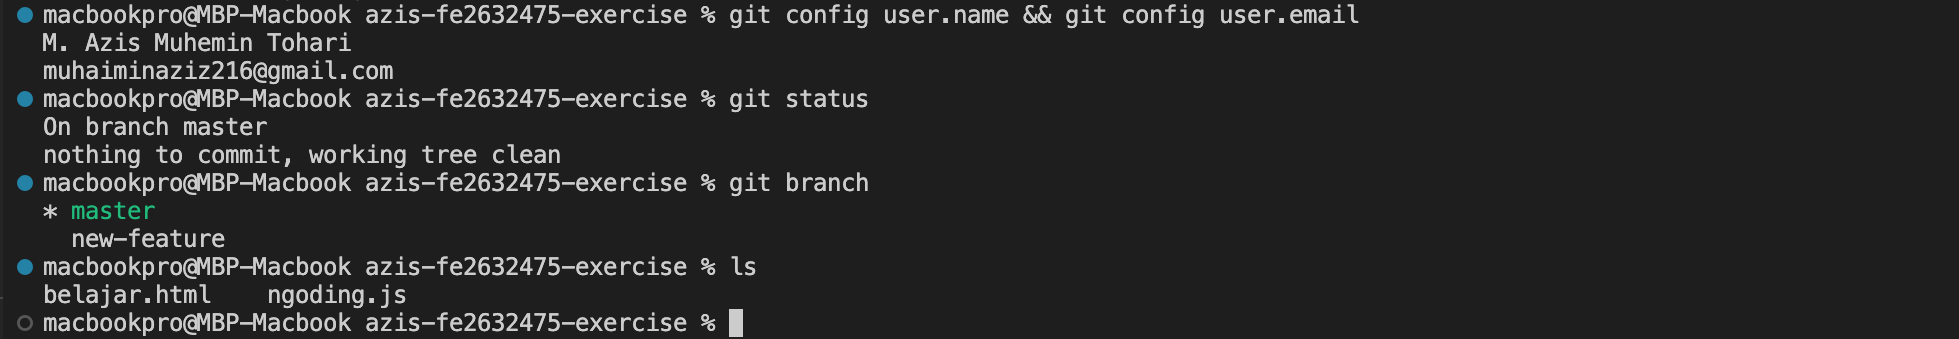 macbookpro@MBP-Macbook azis-fe2632475-exercise % git config user.name && git config user.email
M. Azis Muhemin Tohari
muhaiminaziz216@gmail.com
macbookpro@MBP-Macbook azis-fe2632475-exercise % git status
On branch master
nothing to commit, working tree clean
macbookpro@MBP-Macbook azis-fe2632475-exercise % git branch
* master
  new-feature
macbookpro@MBP-Macbook azis-fe2632475-exercise % ls
belajar.html    ngoding.js
macbookpro@MBP-Macbook azis-fe2632475-exercise %